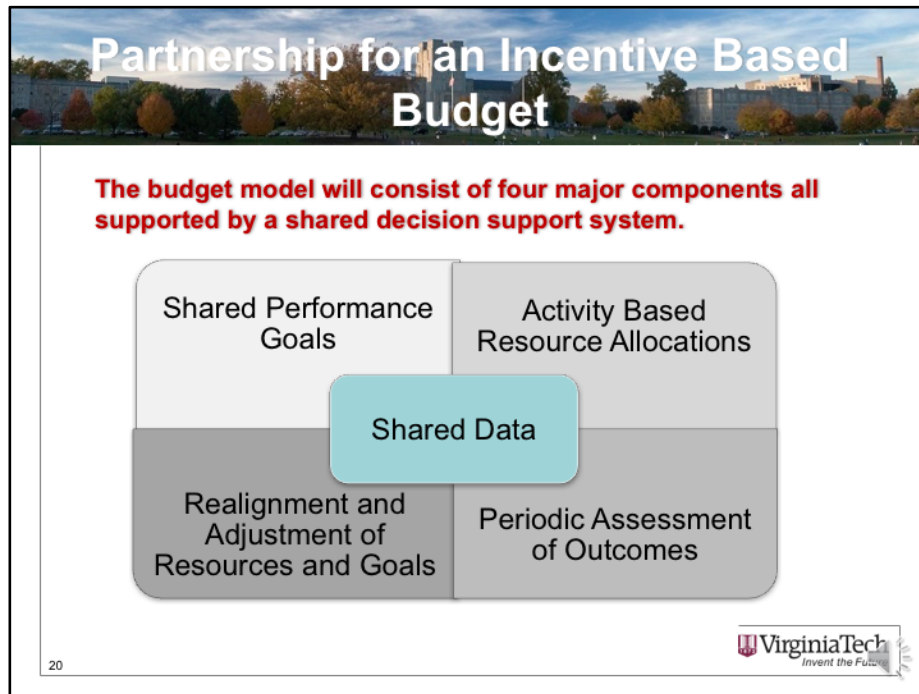 Partnership for an Incentive Based
Budget
The budget model will consist of four major components all
supported by a shared decision support system.
Shared Performance
Goals
Activity Based
Resource Allocations
Shared Data
Realignment and
Adjustment of
Resources and Goals
Periodic Assessment
of Outcomes
20
VirginiaTech
Invent the Future